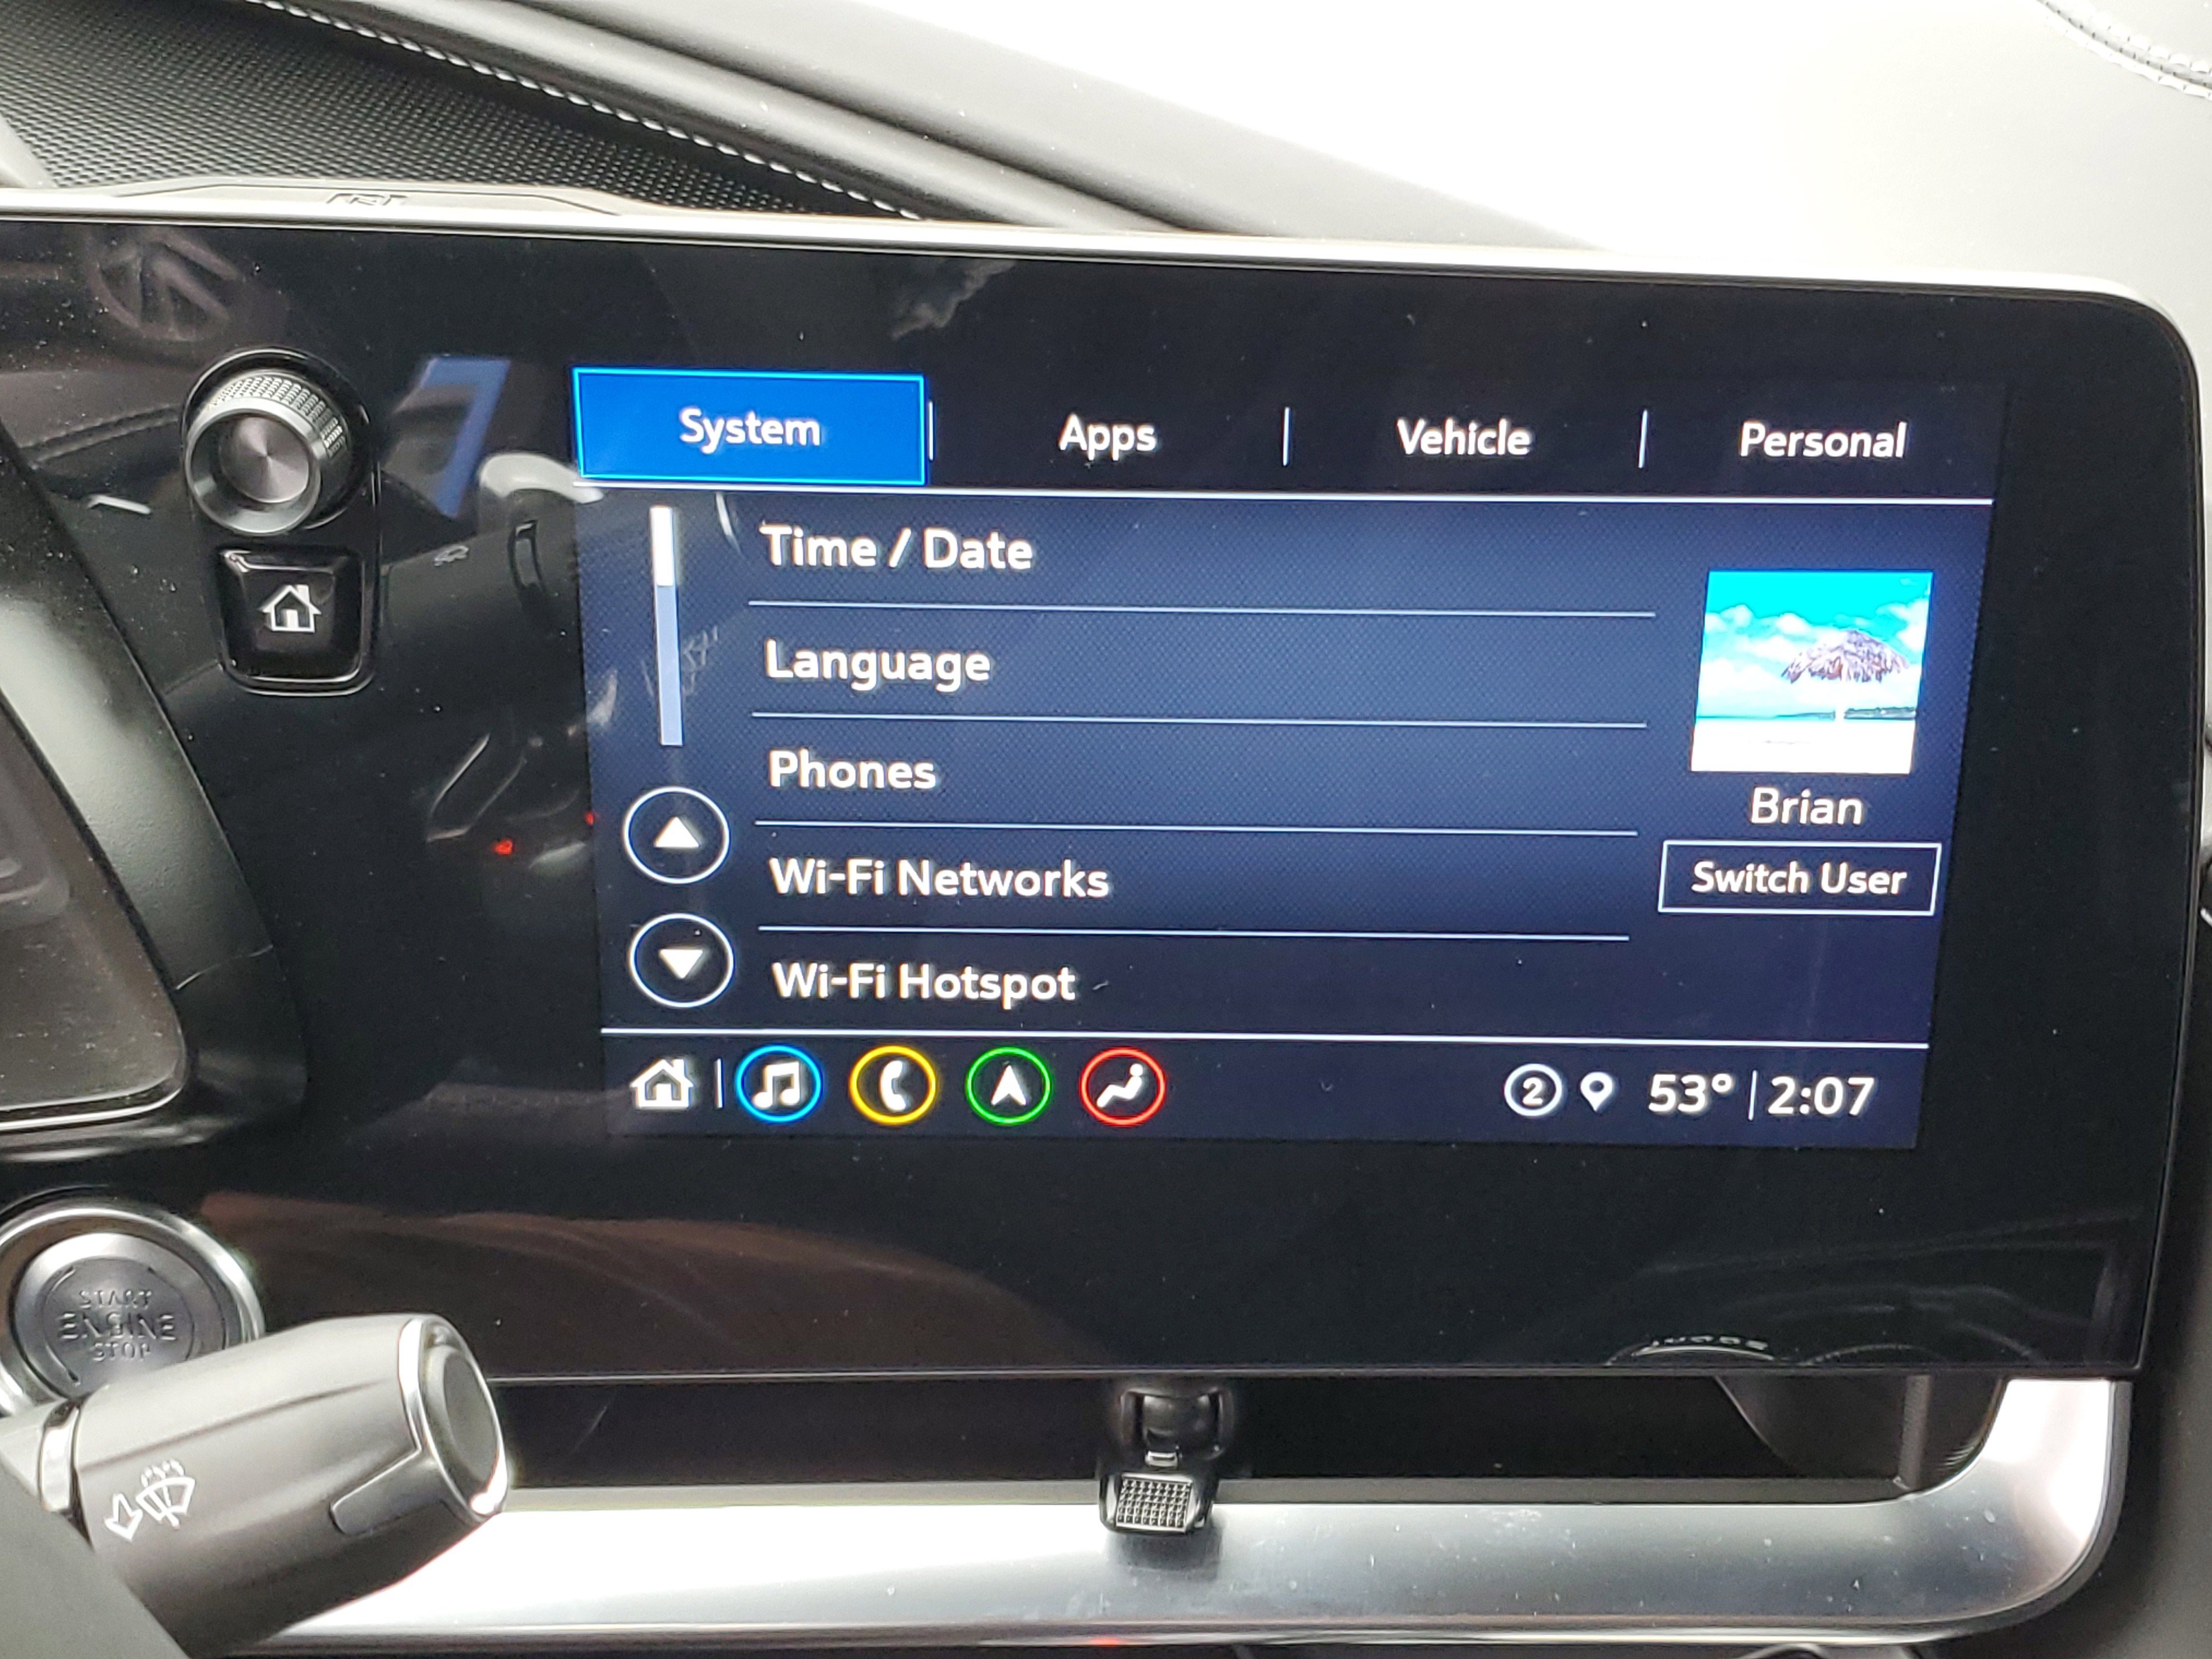 System
Apps
Vehicle
Personal
Time / Date
Language
Phones
Wi-Fi Networks
Wi-Fi Hotspot
Brian
Switch User
2
53° 2:07
START
ENGINE
STOP